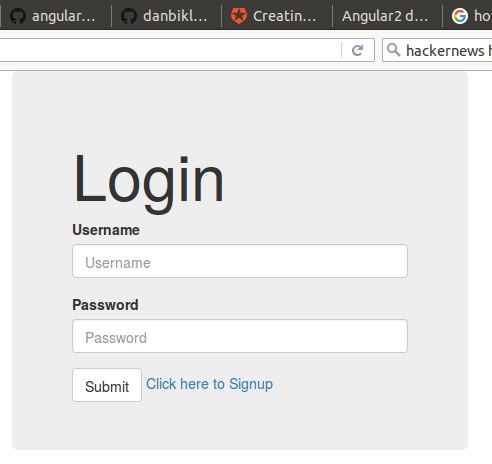 angular... danbikl... Creatin... Angular2 d... ho
hackernews h
Login
Username
Username
Password
Password
Submit Click here to Signup